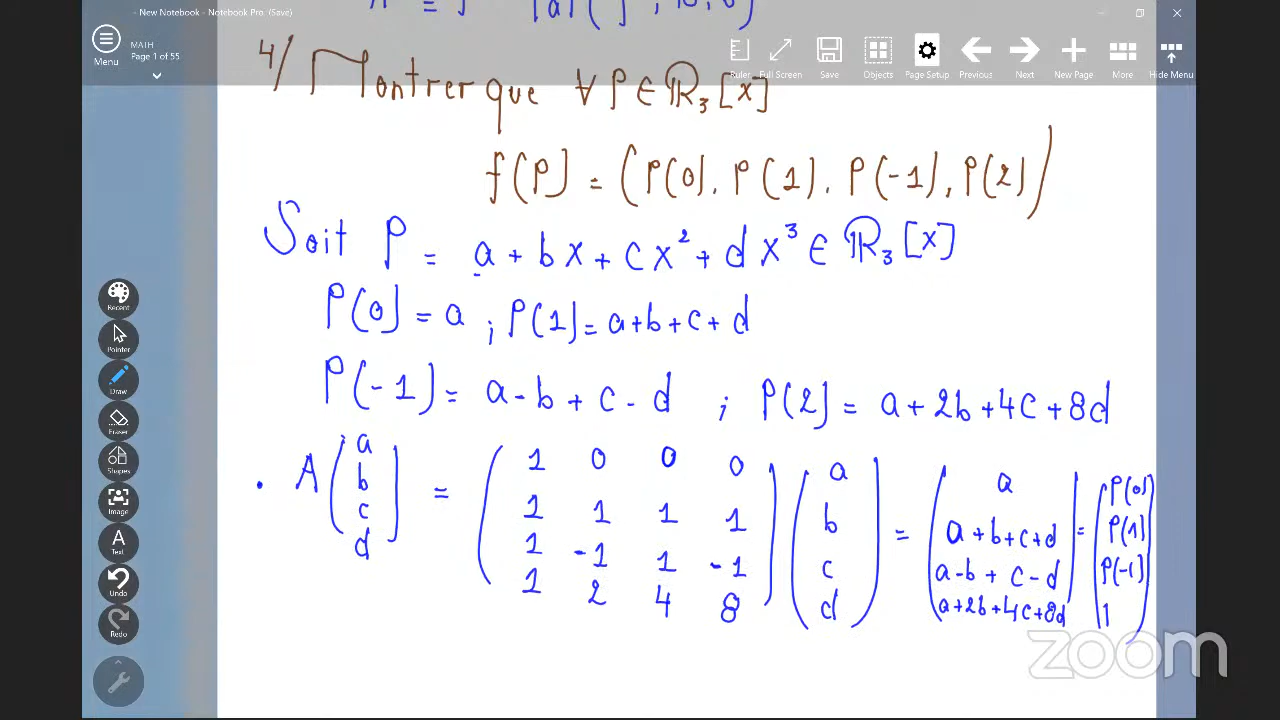 - New Notebook - Notebook Pro. (Save)
Menu
MATH
Page 1 of 55
Ruler
Full Screen
Save
Objects
Page Setup
Previous
Next
New Page
More
Hide Menu
4/ Montrer que ∀ P ∈ ℝ₃[x]
f(P) = (P(0), P(1), P(-1), P(2))
Soit P = a + bx + cx² + dx³ ∈ ℝ₃[x]
P(0) = a ; P(1) = a+b+c+d
P(-1) = a - b + c - d ; P(2) = a + 2b + 4c + 8d
. A (a b c d) = (1 0 0 0 (a (a (P(0)
1 1 1 1 b a+b+c+d P(1)
1 -1 1 -1 c = a-b+c-d = P(-1)
1 2 4 8) d) a+2b+4c+8d) 1)
Recent
Pointer
Draw
Eraser
Shapes
Image
Text
Undo
Redo
zoom